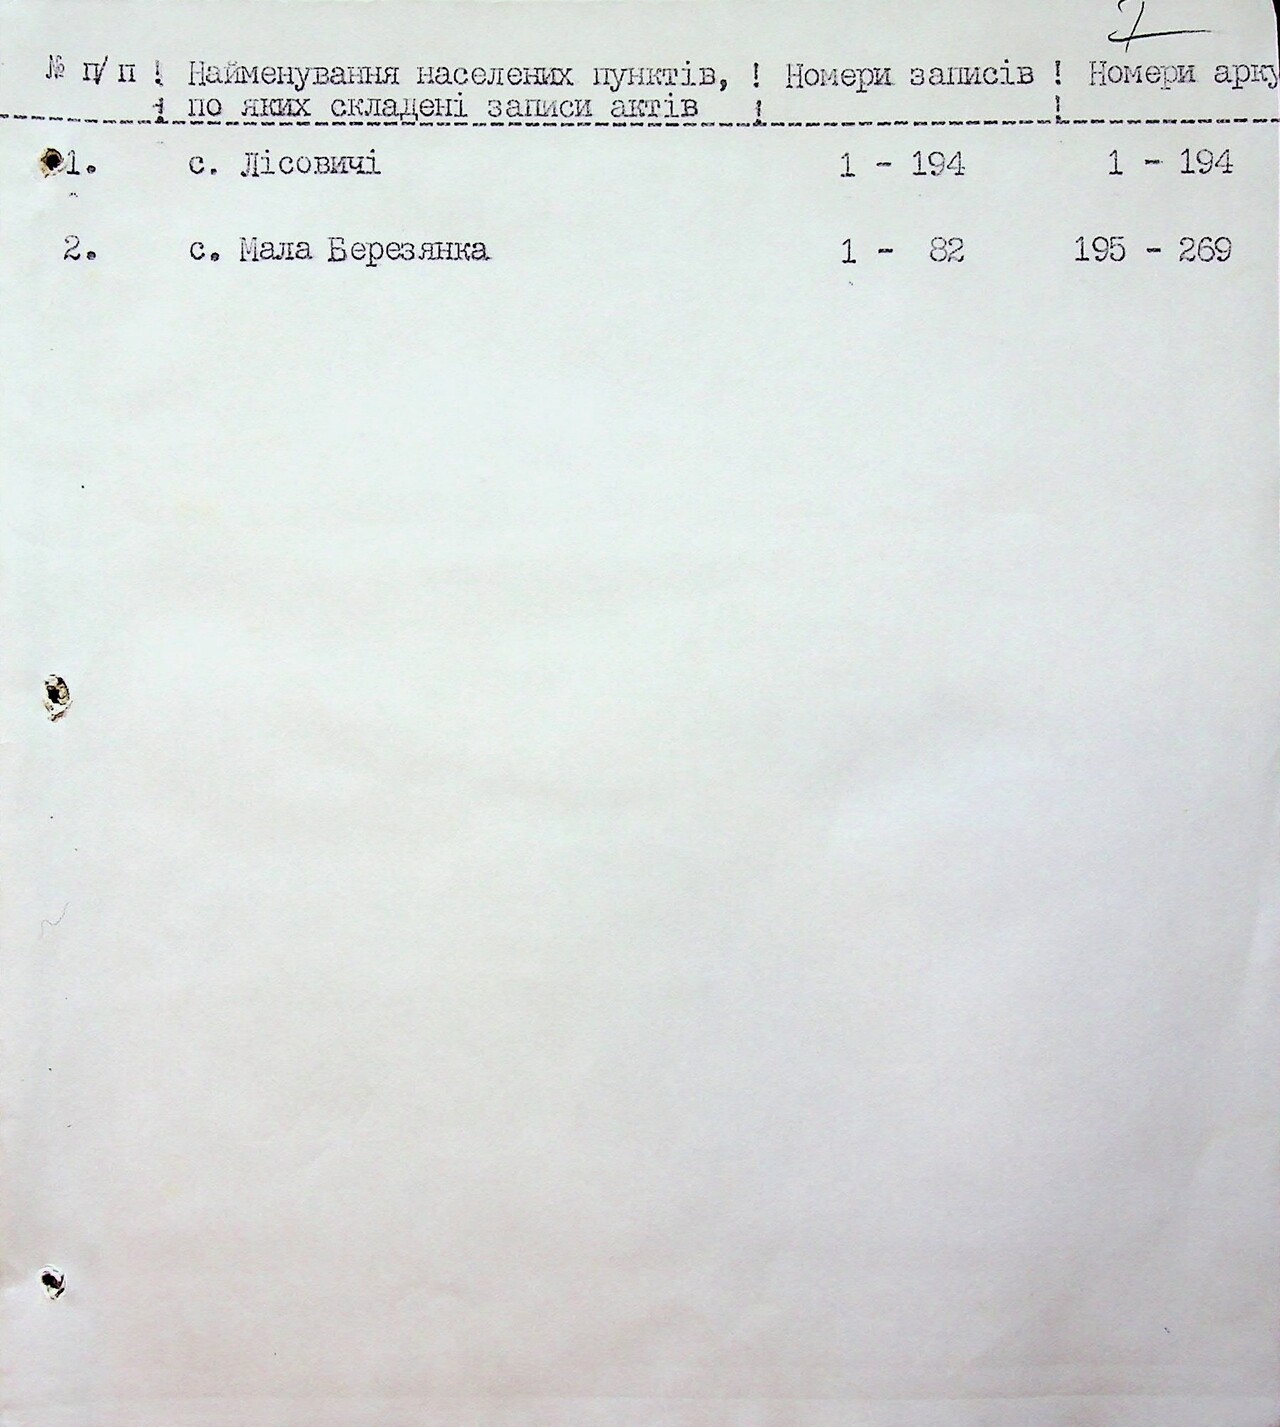 № п/п ! Найменування населених пунктів, ! Номери записів ! Номери арку
! по яких складені записи актів ! !
1. с. Лісовичі 1 - 194 1 - 194
2. с. Мала Березянка 1 - 82 195 - 269